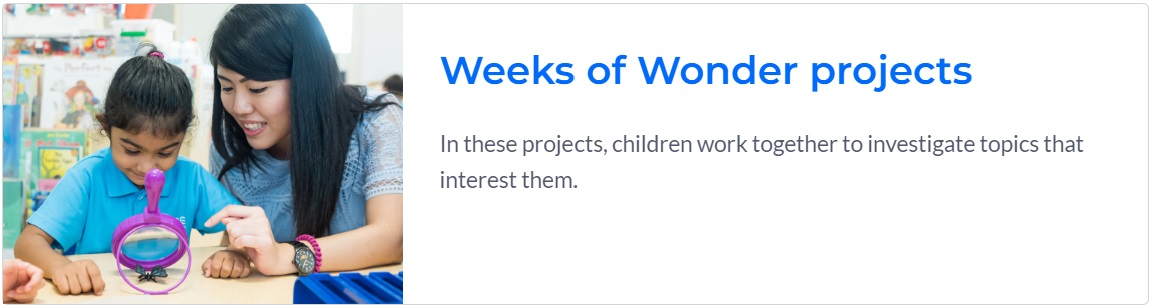 Weeks of Wonder projects
In these projects, children work together to investigate topics that
interest them.